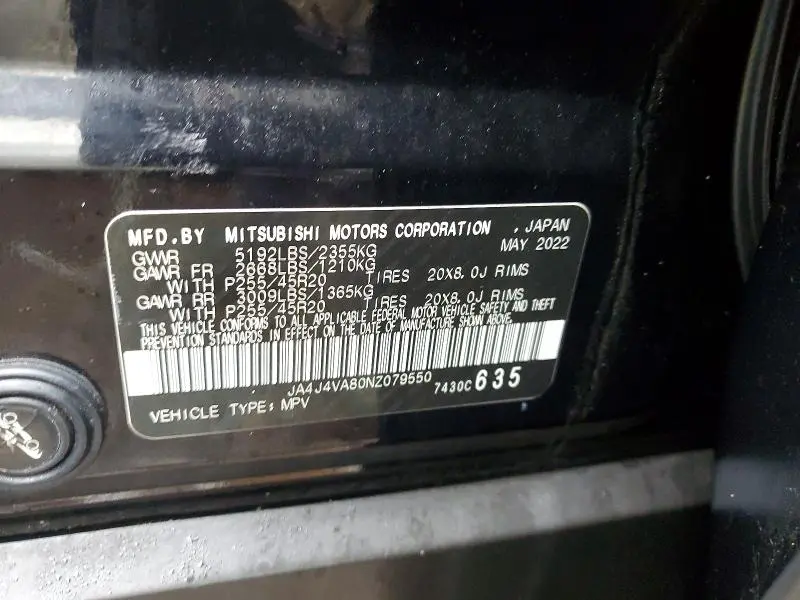 MFD.BY MITSUBISHI MOTORS CORPORATION , JAPAN
MAY 2022
GWWR 5192LBS/2355KG
GAWR FR 2668LBS/1210KG
WITH P255/45R20 TIRES 20X8.0J RIMS
GAWR RR 3009LBS/1365KG
WITH P255/45R20 TIRES 20X8.0J RIMS
THIS VEHICLE CONFORMS TO ALL APPLICABLE FEDERAL MOTOR VEHICLE SAFETY AND THEFT
PREVENTION STANDARDS IN EFFECT ON THE DATE OF MANUFACTURE SHOWN ABOVE.
JA4J4VA80NZ079550
7430C 635
VEHICLE TYPE: MPV